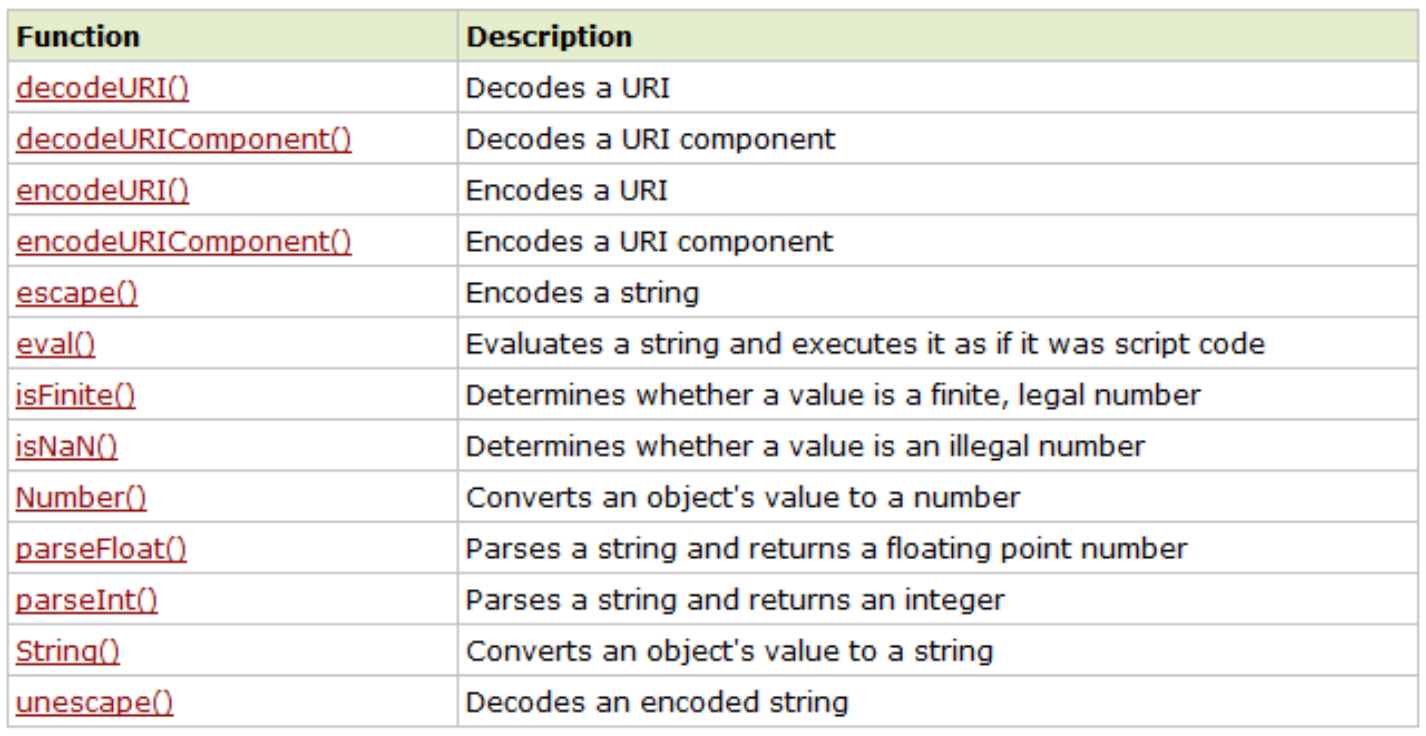 Function Description
decodeURI() Decodes a URI
decodeURIComponent() Decodes a URI component
encodeURI() Encodes a URI
encodeURIComponent() Encodes a URI component
escape() Encodes a string
eval() Evaluates a string and executes it as if it was script code
isFinite() Determines whether a value is a finite, legal number
isNaN() Determines whether a value is an illegal number
Number() Converts an object's value to a number
parseFloat() Parses a string and returns a floating point number
parseInt() Parses a string and returns an integer
String() Converts an object's value to a string
unescape() Decodes an encoded string